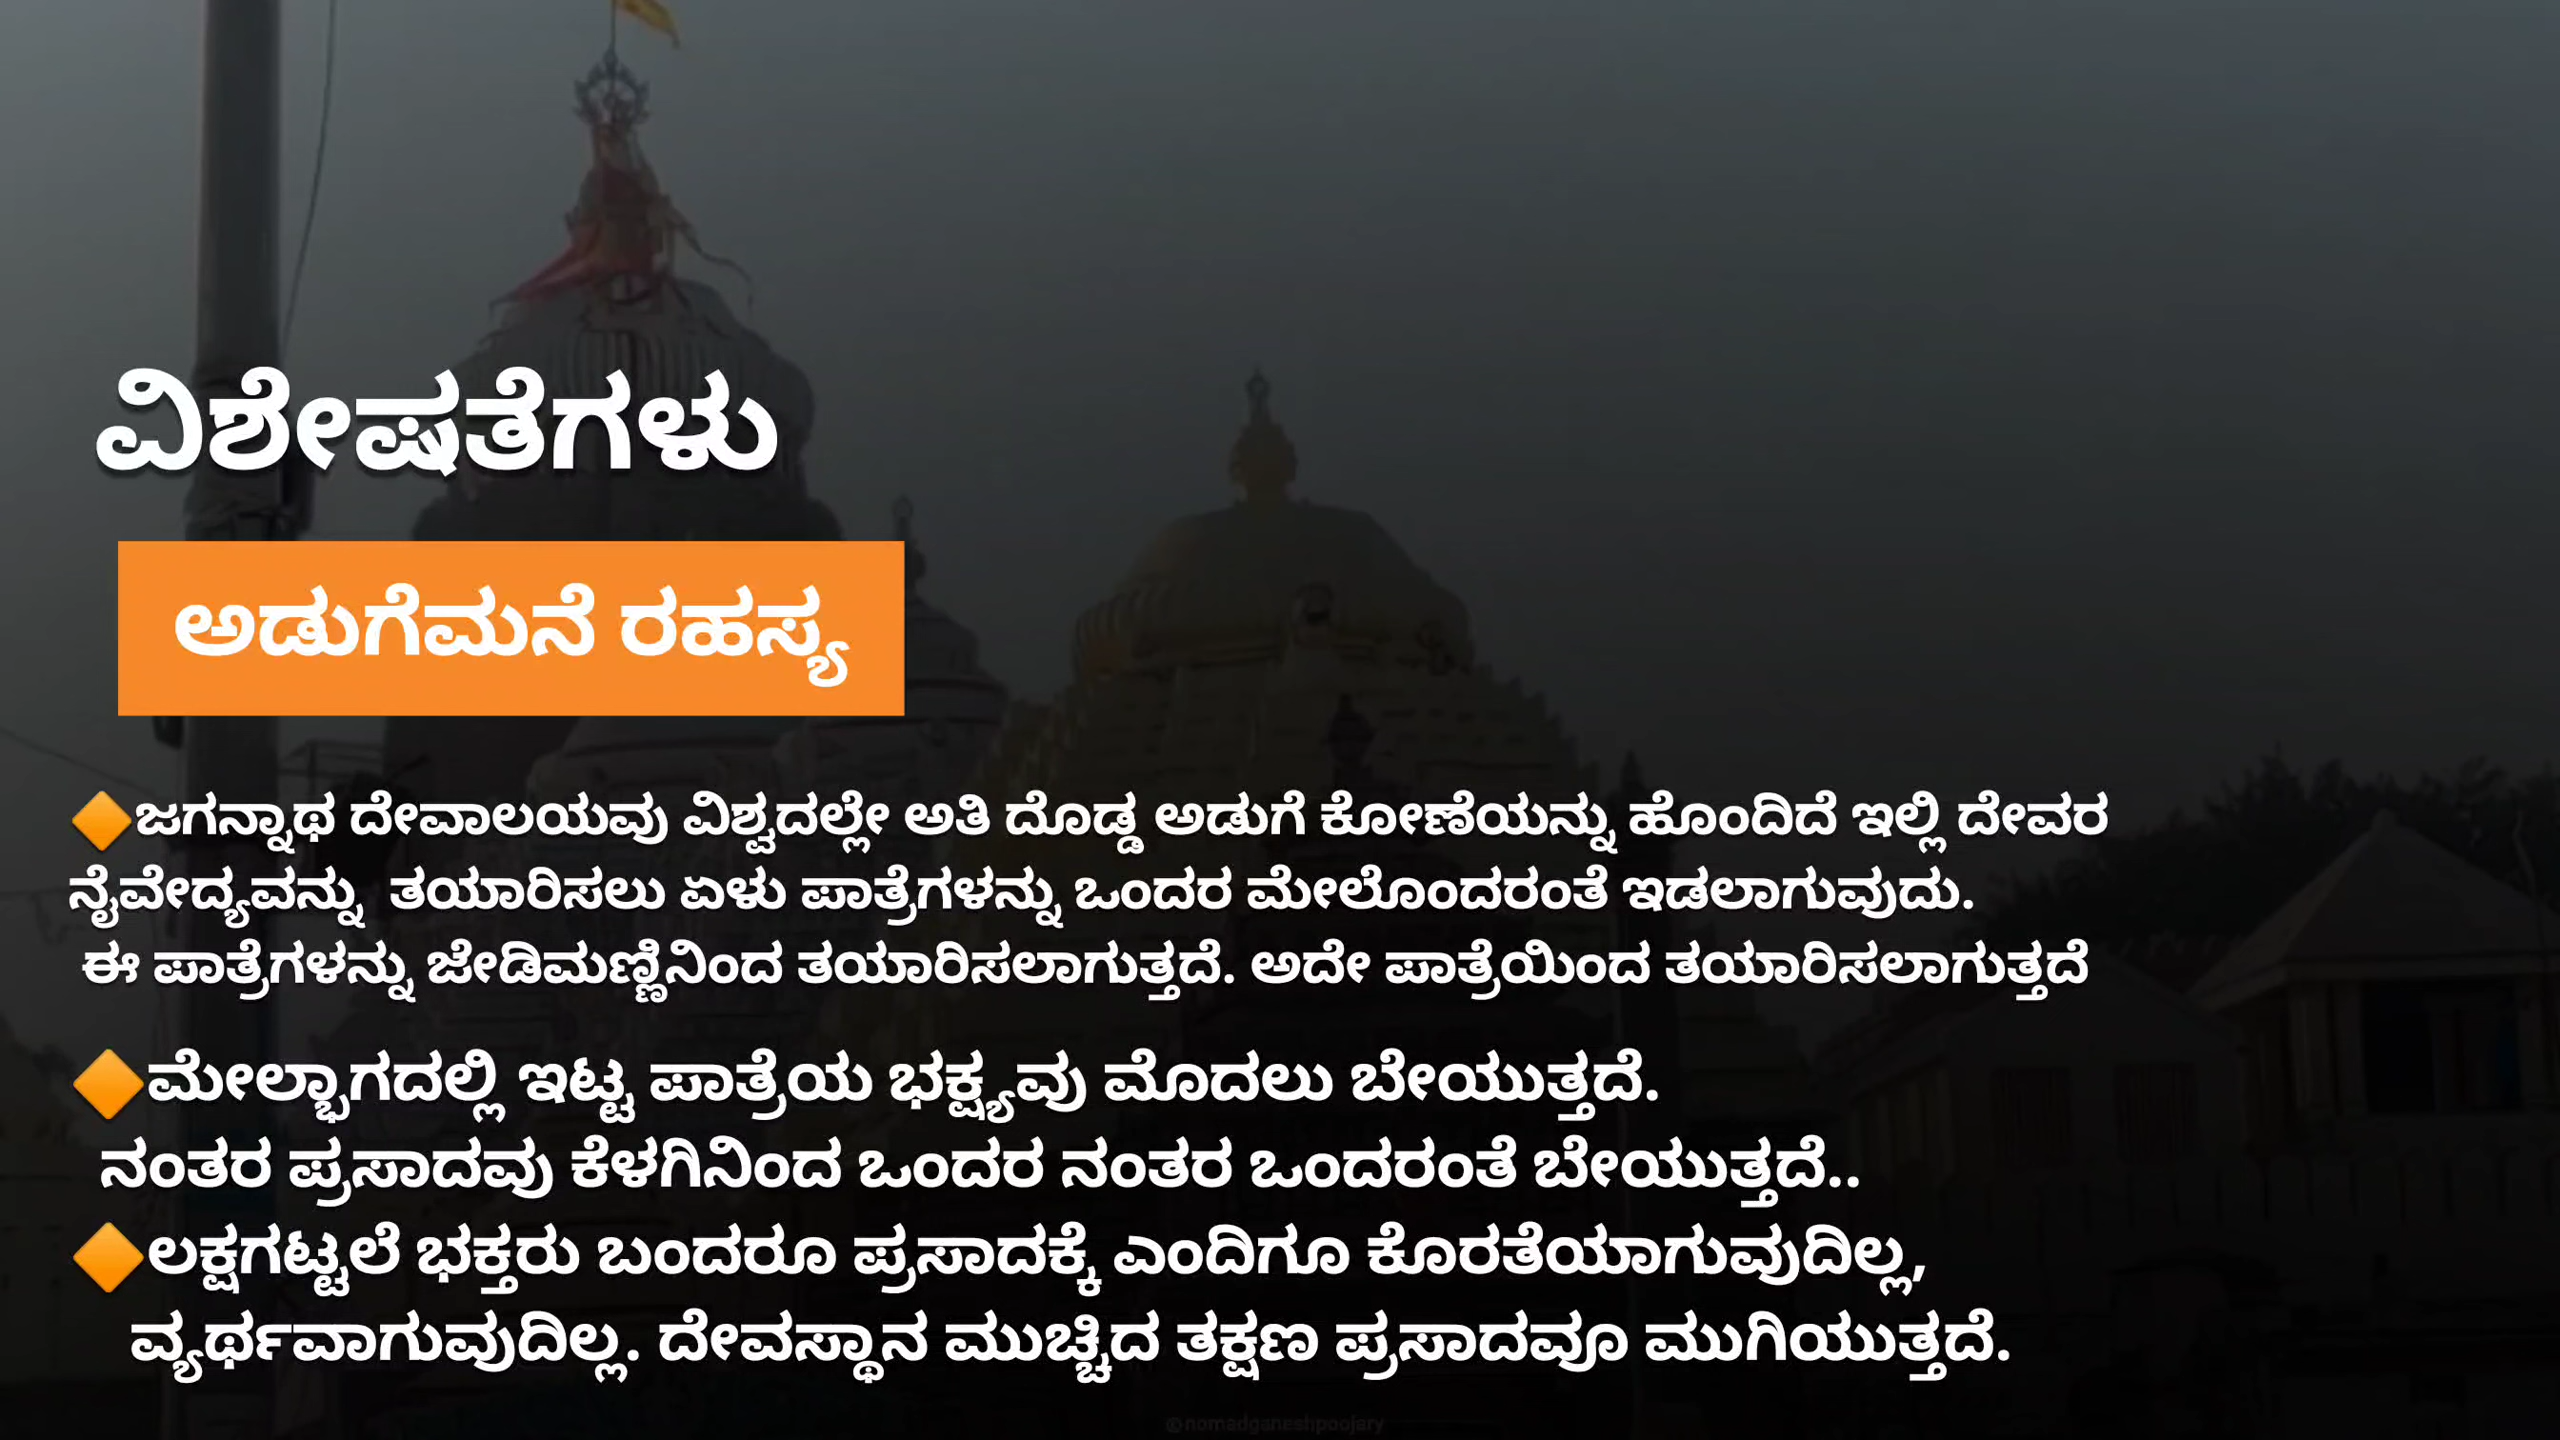 ವಿಶೇಷತೆಗಳು
ಅಡುಗೆಮನೆ ರಹಸ್ಯ
🔶ಜಗನ್ನಾಥ ದೇವಾಲಯವು ವಿಶ್ವದಲ್ಲೇ ಅತಿ ದೊಡ್ಡ ಅಡುಗೆ ಕೋಣೆಯನ್ನು ಹೊಂದಿದೆ ಇಲ್ಲಿ ದೇವರ
ನೈವೇದ್ಯವನ್ನು ತಯಾರಿಸಲು ಏಳು ಪಾತ್ರೆಗಳನ್ನು ಒಂದರ ಮೇಲೊಂದರಂತೆ ಇಡಲಾಗುವುದು.
ಈ ಪಾತ್ರೆಗಳನ್ನು ಜೇಡಿಮಣ್ಣಿನಿಂದ ತಯಾರಿಸಲಾಗುತ್ತದೆ. ಅದೇ ಪಾತ್ರೆಯಿಂದ ತಯಾರಿಸಲಾಗುತ್ತದೆ
🔶ಮೇಲ್ಭಾಗದಲ್ಲಿ ಇಟ್ಟ ಪಾತ್ರೆಯ ಭಕ್ಷ್ಯವು ಮೊದಲು ಬೇಯುತ್ತದೆ.
ನಂತರ ಪ್ರಸಾದವು ಕೆಳಗಿನಿಂದ ಒಂದರ ನಂತರ ಒಂದರಂತೆ ಬೇಯುತ್ತದೆ..
🔶ಲಕ್ಷಗಟ್ಟಲೆ ಭಕ್ತರು ಬಂದರೂ ಪ್ರಸಾದಕ್ಕೆ ಎಂದಿಗೂ ಕೊರತೆಯಾಗುವುದಿಲ್ಲ,
ವ್ಯರ್ಥವಾಗುವುದಿಲ್ಲ. ದೇವಸ್ಥಾನ ಮುಚ್ಚಿದ ತಕ್ಷಣ ಪ್ರಸಾದವೂ ಮುಗಿಯುತ್ತದೆ.
@nomadganeshpoojary